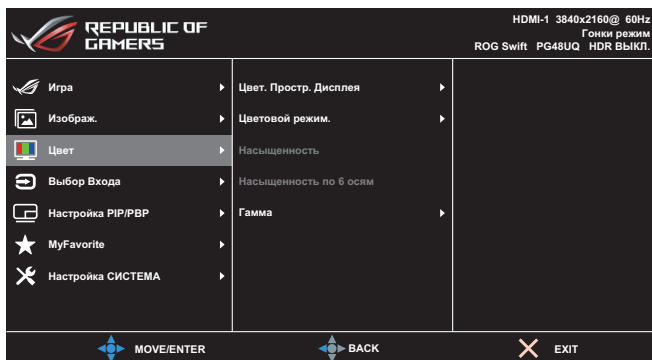 REPUBLIC OF
GAMERS
HDMI-1 3840x2160@ 60Hz
Гонки режим
ROG Swift PG48UQ HDR ВЫКЛ.
Игра
Изображ.
Цвет
Выбор Входа
Настройка PIP/PBP
MyFavorite
Настройка СИСТЕМА
Цвет. Простр. Дисплея
Цветовой режим.
Насыщенность
Насыщенность по 6 осям
Гамма
MOVE/ENTER
BACK
EXIT